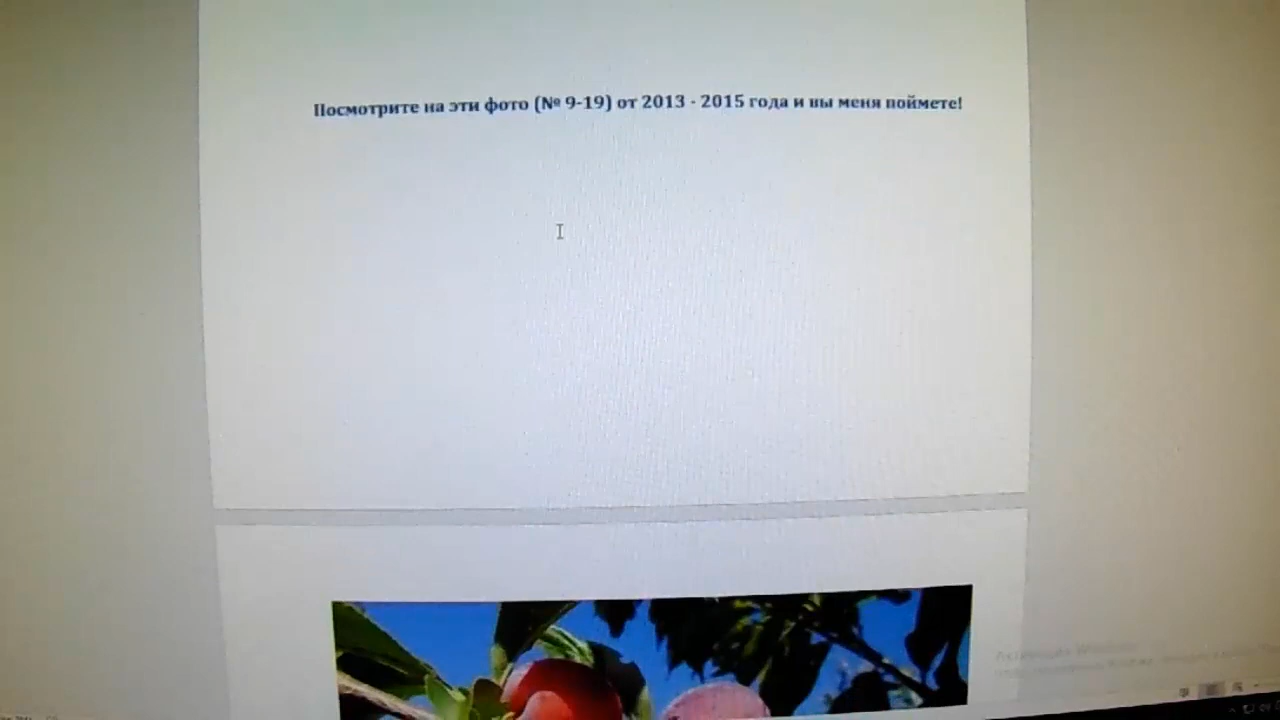 Посмотрите на эти фото (№ 9-19) от 2013 - 2015 года и вы меня поймете!